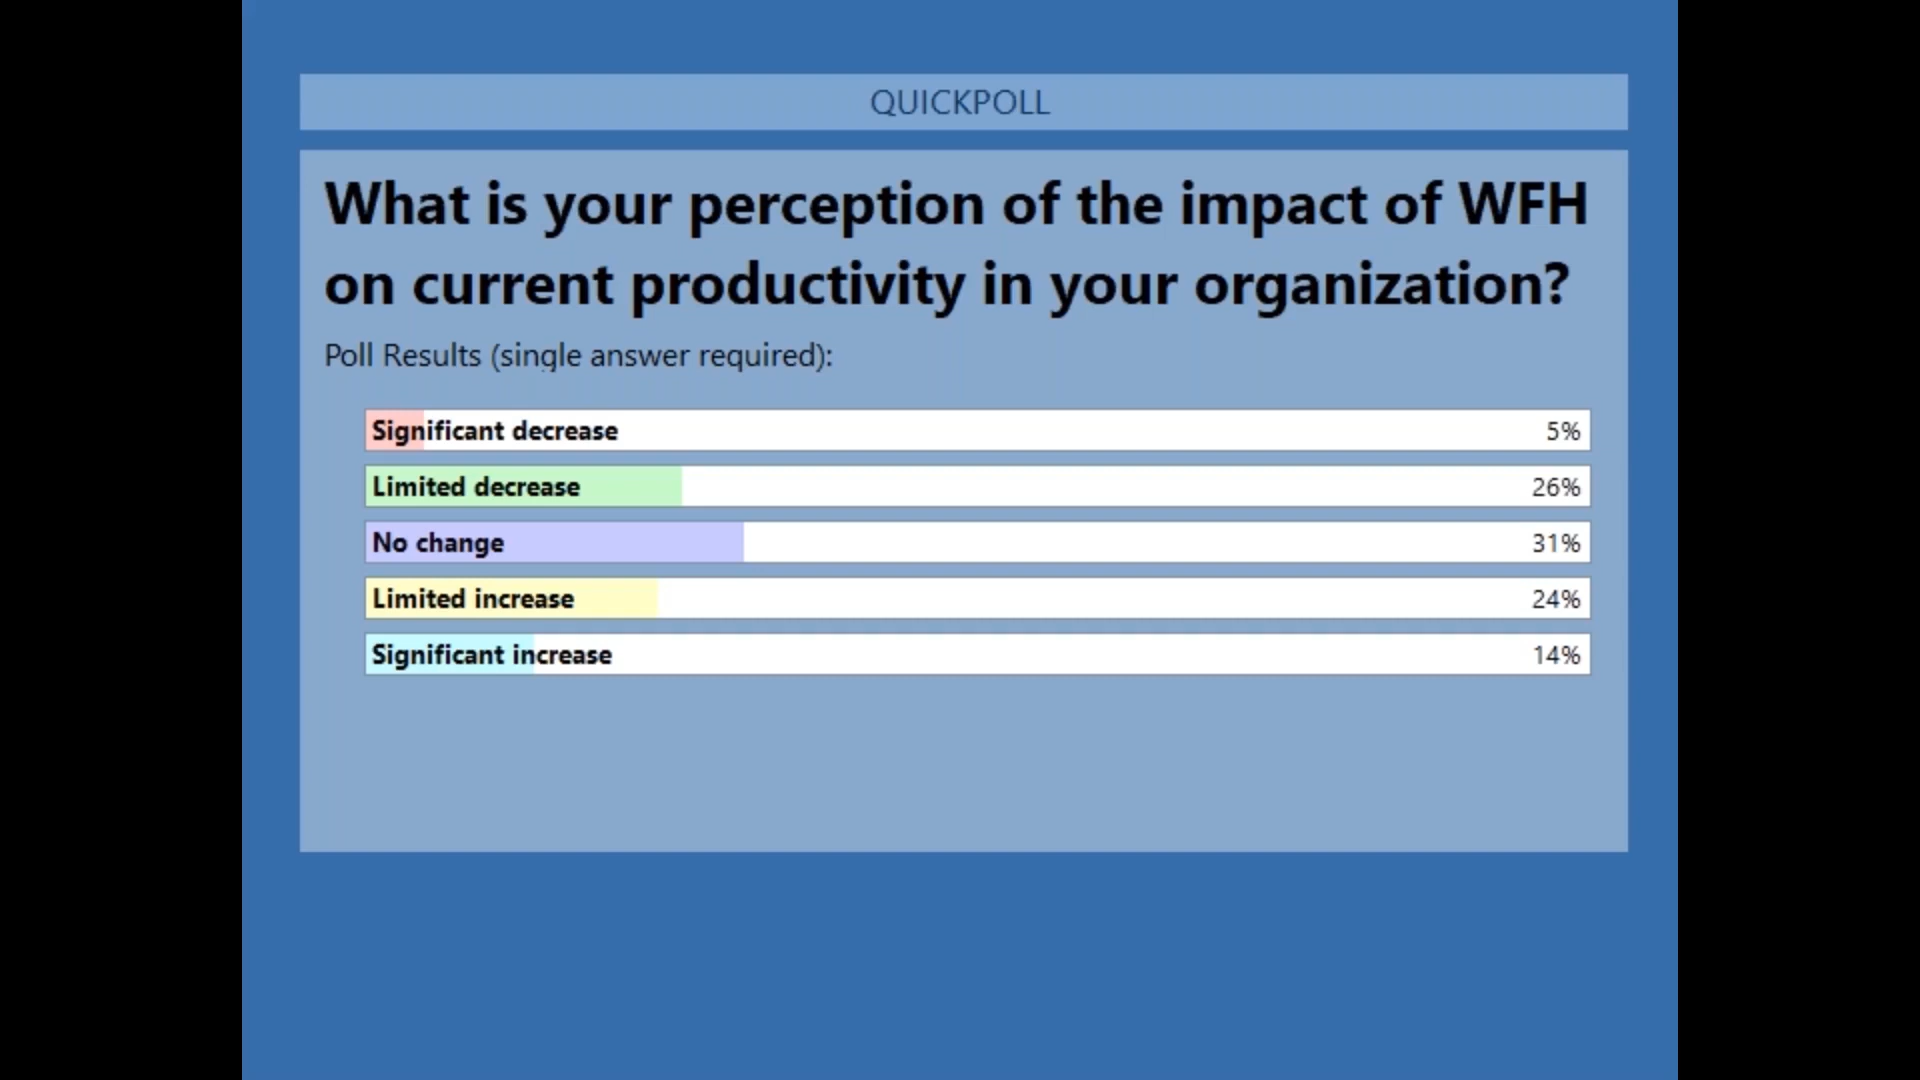 QUICKPOLL
What is your perception of the impact of WFH
on current productivity in your organization?
Poll Results (single answer required):
Significant decrease 5%
Limited decrease 26%
No change 31%
Limited increase 24%
Significant increase 14%